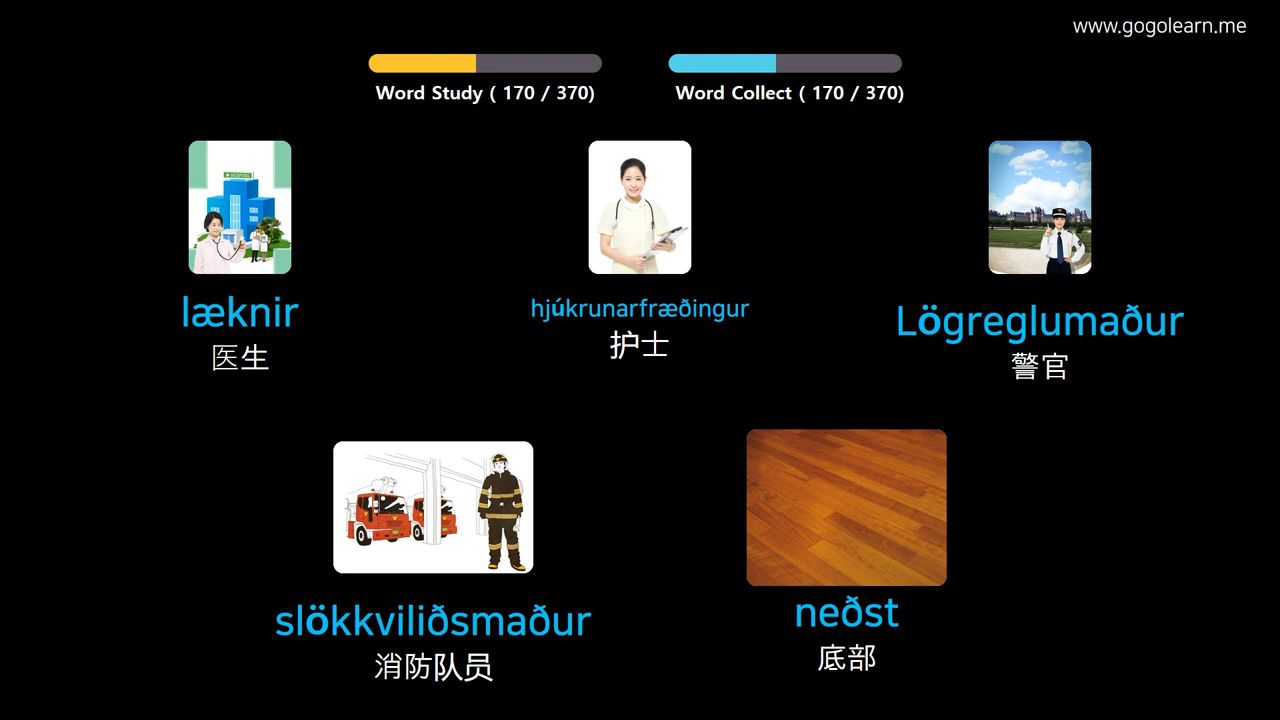 www.gogolearn.me
Word Study ( 170 / 370)
Word Collect ( 170 / 370)
HOSPITAL
læknir
医生
hjúkrunarfræðingur
护士
Lögreglumaður
警官
slökkviliðsmaður
消防队员
neðst
底部